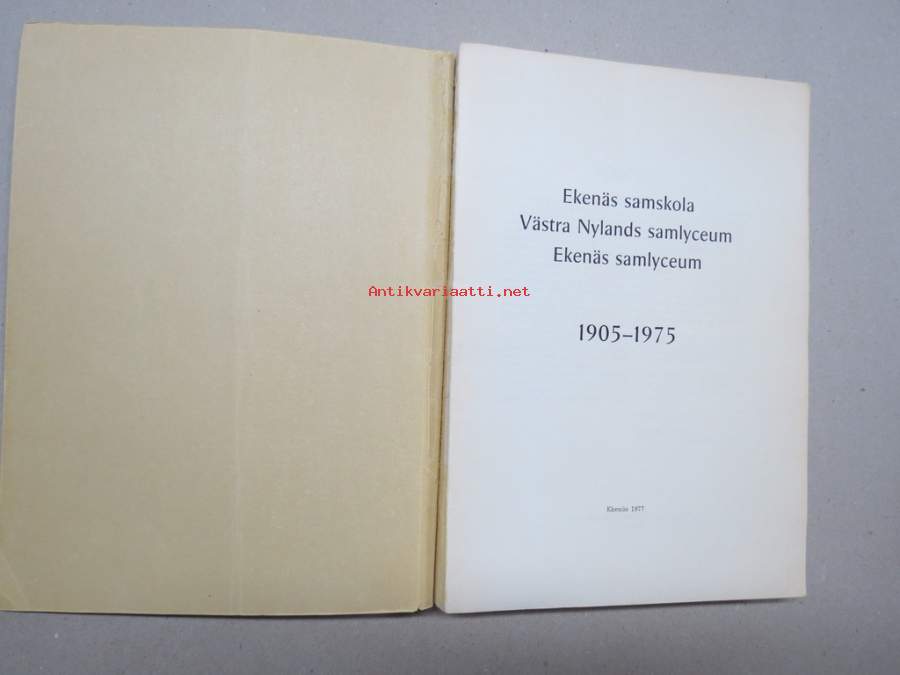 Ekenäs samskola
Västra Nylands samlyceum
Ekenäs samlyceum
Antikvariaatti.net
1905–1975
Ekenäs 1977